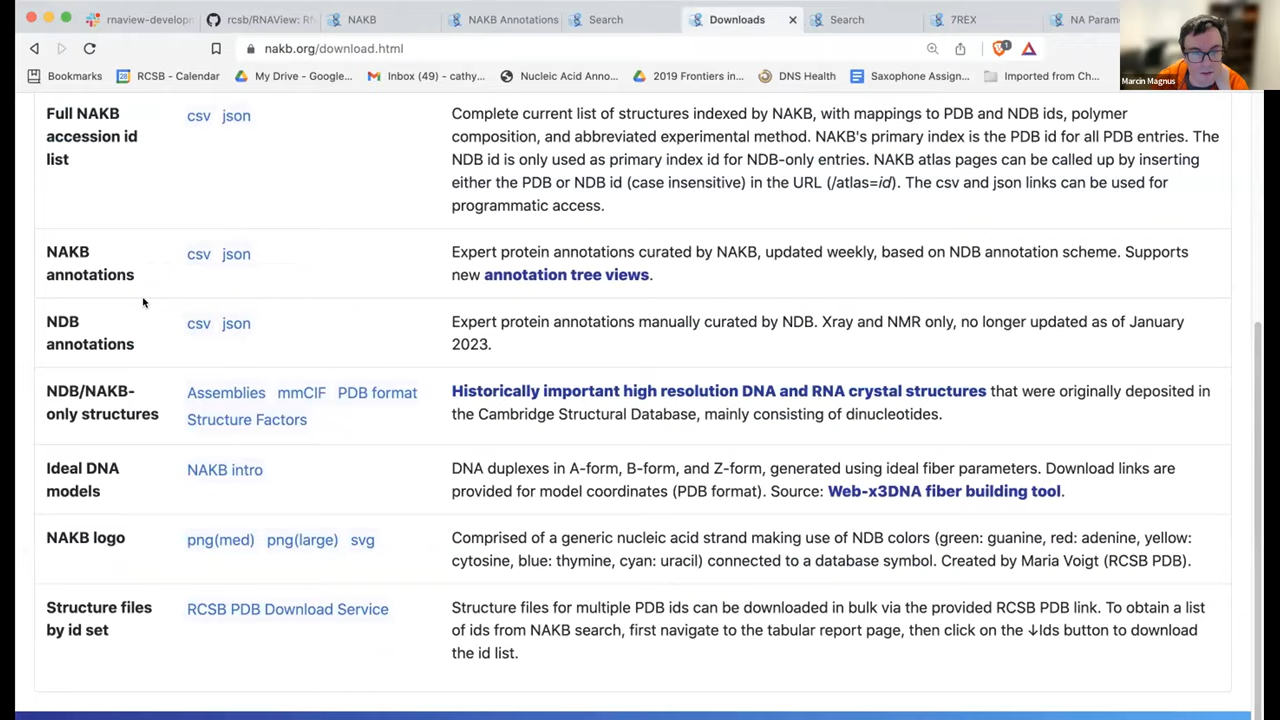 rnaview-developm
rcsb/RNAView: RN
NAKB
NAKB Annotations
Search
Downloads
Search
7REX
NA Param
nakb.org/download.html
1
Bookmarks
RCSB - Calendar
My Drive - Google...
Inbox (49) - cathy,...
Nucleic Acid Anno...
2019 Frontiers in...
DNS Health
Saxophone Assign...
Imported from Ch...
Marcin Magnus
Full NAKB
accession id
list
csv json
Complete current list of structures indexed by NAKB, with mappings to PDB and NDB ids, polymer
composition, and abbreviated experimental method. NAKB's primary index is the PDB id for all PDB entries. The
NDB id is only used as primary index id for NDB-only entries. NAKB atlas pages can be called up by inserting
either the PDB or NDB id (case insensitive) in the URL (/atlas=id). The csv and json links can be used for
programmatic access.
NAKB
annotations
csv json
Expert protein annotations curated by NAKB, updated weekly, based on NDB annotation scheme. Supports
new annotation tree views.
NDB
annotations
csv json
Expert protein annotations manually curated by NDB. Xray and NMR only, no longer updated as of January
2023.
NDB/NAKB-
only structures
Assemblies mmCIF PDB format
Structure Factors
Historically important high resolution DNA and RNA crystal structures that were originally deposited in
the Cambridge Structural Database, mainly consisting of dinucleotides.
Ideal DNA
models
NAKB intro
DNA duplexes in A-form, B-form, and Z-form, generated using ideal fiber parameters. Download links are
provided for model coordinates (PDB format). Source: Web-x3DNA fiber building tool.
NAKB logo
png(med) png(large) svg
Comprised of a generic nucleic acid strand making use of NDB colors (green: guanine, red: adenine, yellow:
cytosine, blue: thymine, cyan: uracil) connected to a database symbol. Created by Maria Voigt (RCSB PDB).
Structure files
by id set
RCSB PDB Download Service
Structure files for multiple PDB ids can be downloaded in bulk via the provided RCSB PDB link. To obtain a list
of ids from NAKB search, first navigate to the tabular report page, then click on the ↓Ids button to download
the id list.